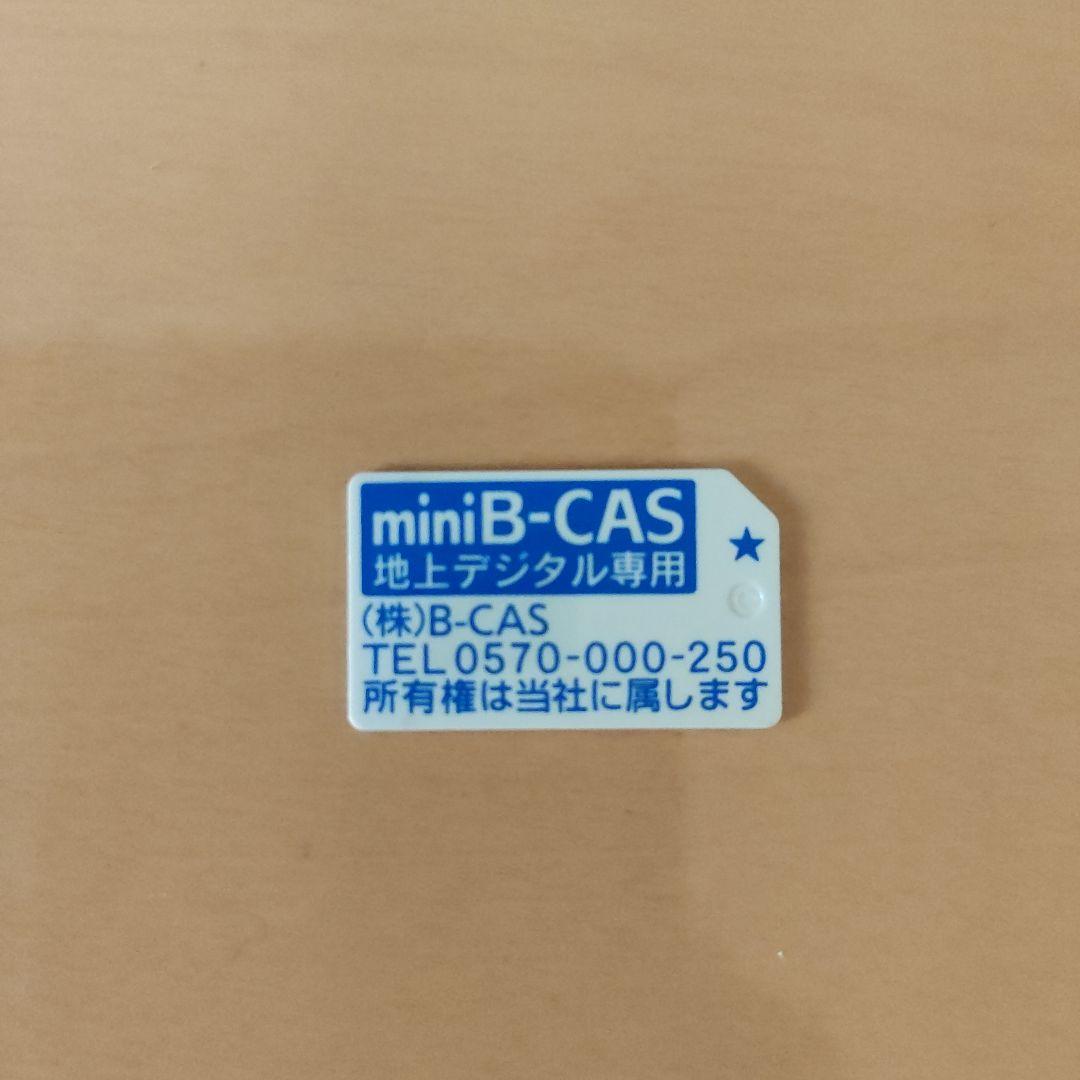 miniB-CAS
地上デジタル専用
★
(株)B-CAS
TEL 0570-000-250
所有権は当社に属します